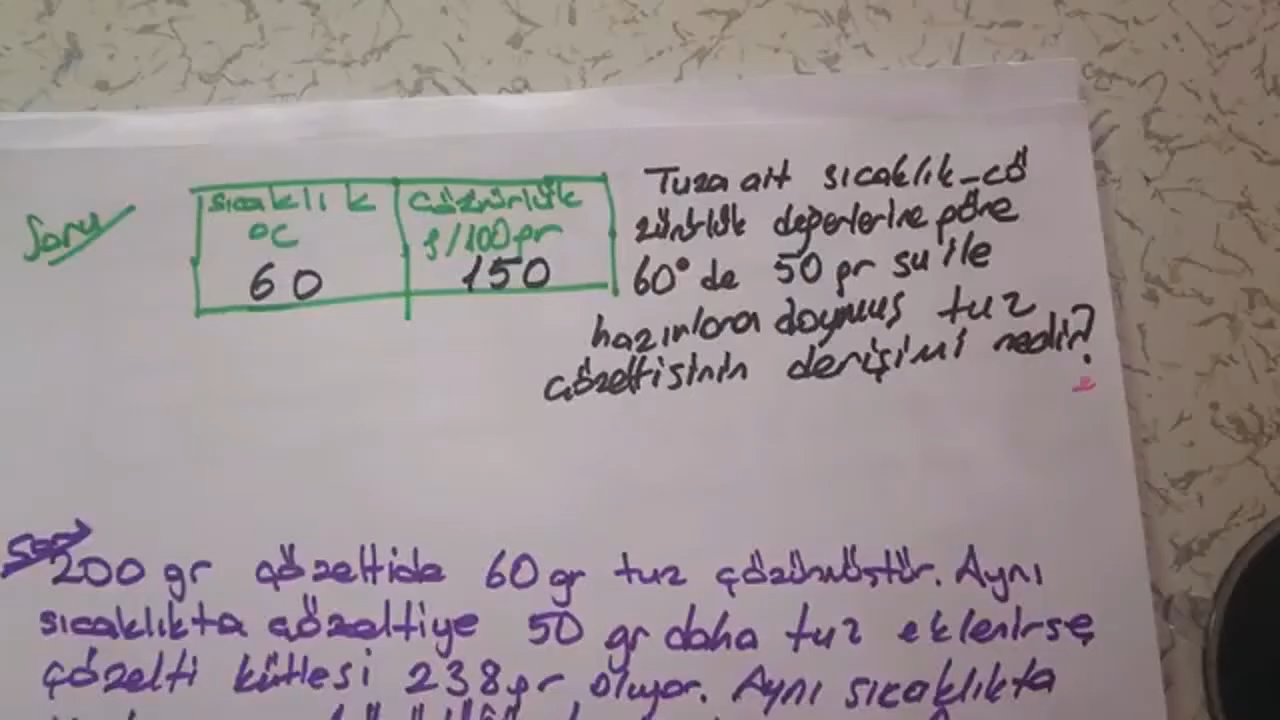 Soru
sıcaklık
°C
60
çözünürlük
g/100gr
150
Tuza ait sıcaklık-çö
zünürlük değerlerine göre
60° de 50 gr su ile
hazırlanan doymuş tuz
çözeltisinin derişimi nedir?
Soru
200 gr çözeltide 60 gr tuz çözünmüştür. Aynı
sıcaklıkta çözeltiye 50 gr daha tuz eklenirse
çözelti kütlesi 238 gr oluyor. Aynı sıcaklıkta